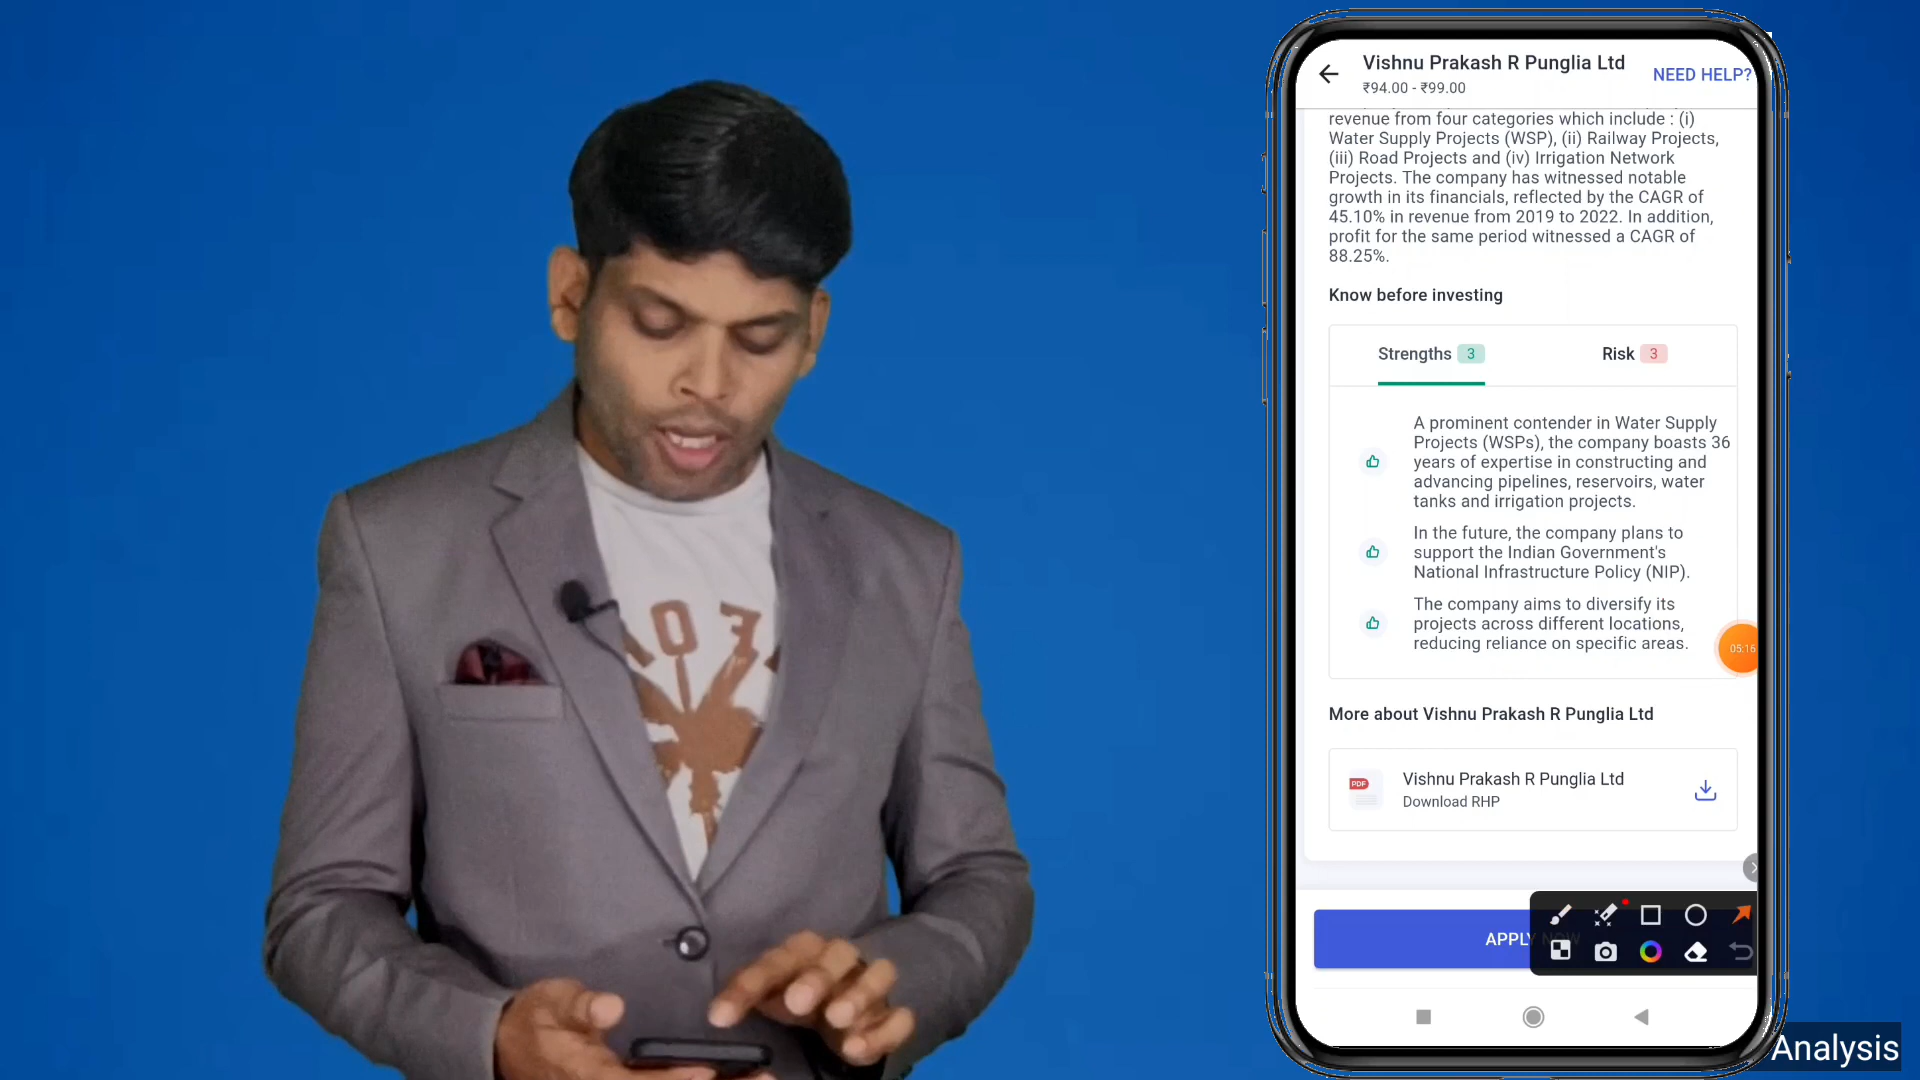 Vishnu Prakash R Punglia Ltd
₹94.00 - ₹99.00
NEED HELP?
revenue from four categories which include : (i)
Water Supply Projects (WSP), (ii) Railway Projects,
(iii) Road Projects and (iv) Irrigation Network
Projects. The company has witnessed notable
growth in its financials, reflected by the CAGR of
45.10% in revenue from 2019 to 2022. In addition,
profit for the same period witnessed a CAGR of
88.25%.
Know before investing
Strengths 3
Risk 3
A prominent contender in Water Supply
Projects (WSPs), the company boasts 36
years of expertise in constructing and
advancing pipelines, reservoirs, water
tanks and irrigation projects.
In the future, the company plans to
support the Indian Government's
National Infrastructure Policy (NIP).
The company aims to diversify its
projects across different locations,
reducing reliance on specific areas.
05:16
More about Vishnu Prakash R Punglia Ltd
PDF
Vishnu Prakash R Punglia Ltd
Download RHP
APPLY NOW
Analysis